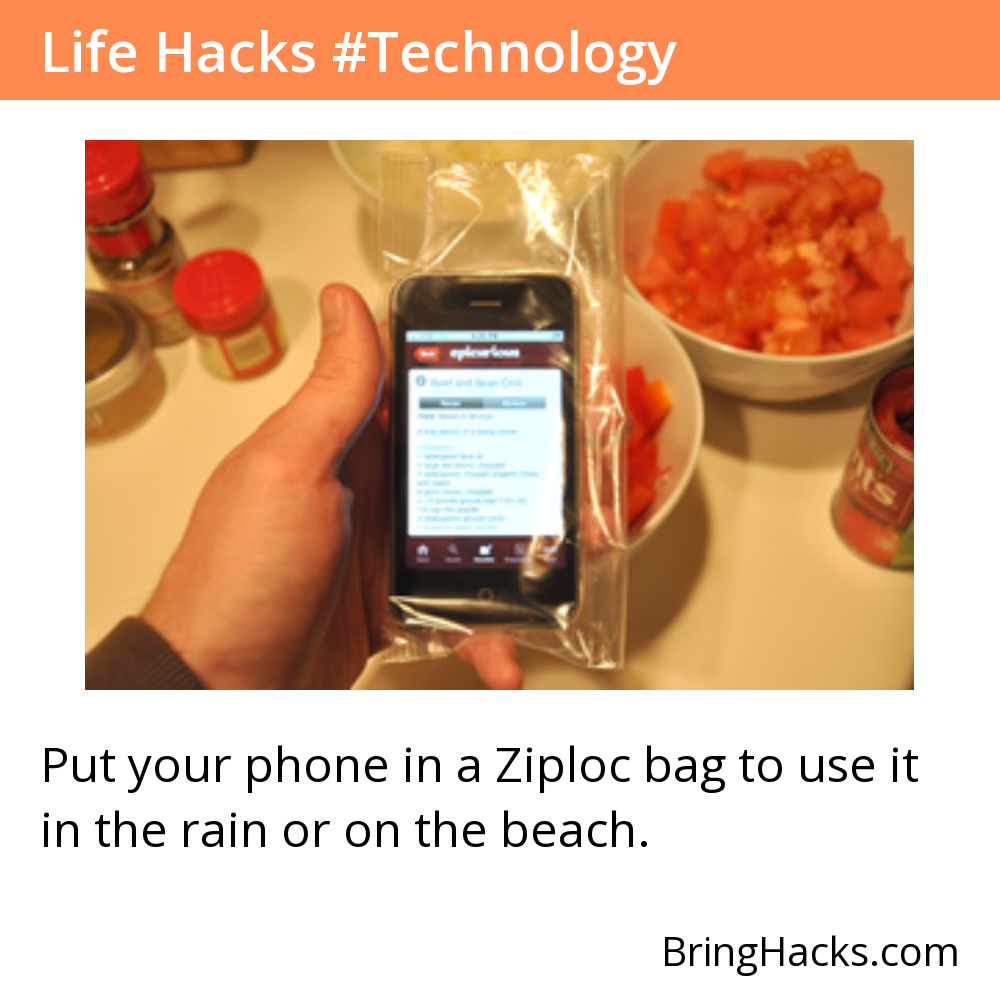 Life Hacks #Technology
epicurious
Beef and Bean Chili
Put your phone in a Ziploc bag to use it
in the rain or on the beach.
BringHacks.com